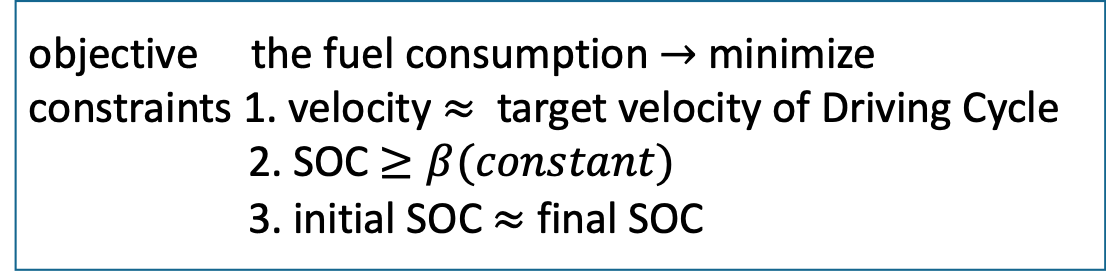 objective the fuel consumption → minimize
constraints 1. velocity ≈ target velocity of Driving Cycle
2. SOC ≥ β(constant)
3. initial SOC ≈ final SOC